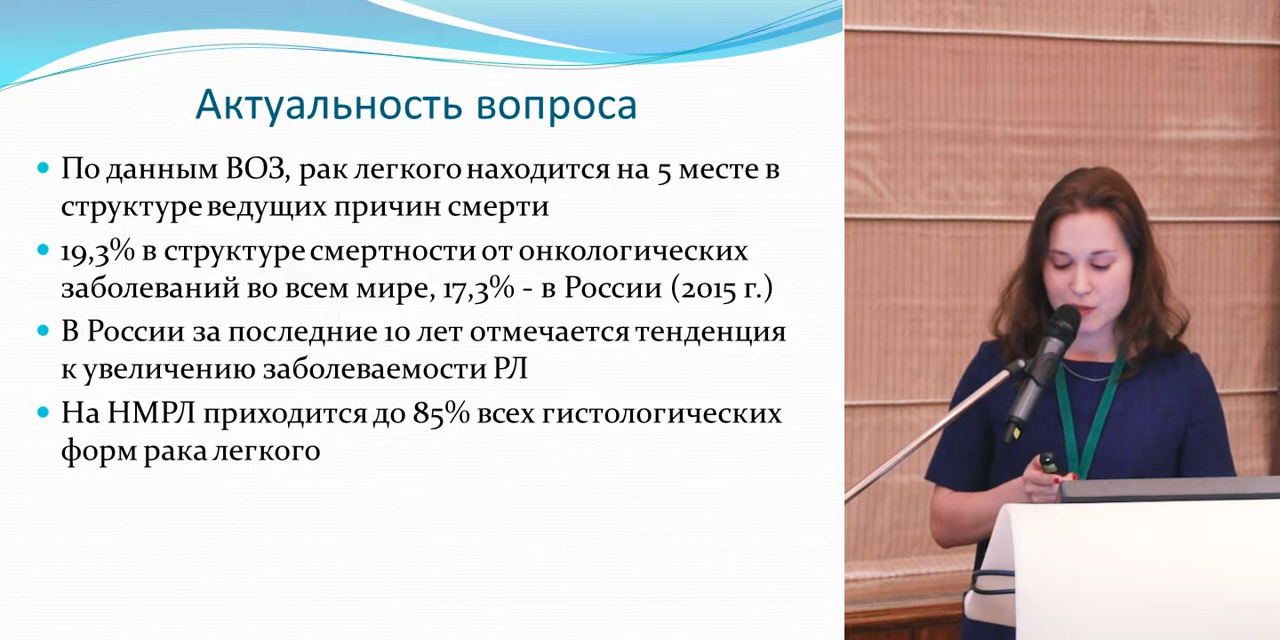 Актуальность вопроса
По данным ВОЗ, рак легкого находится на 5 месте в
структуре ведущих причин смерти
19,3% в структуре смертности от онкологических
заболеваний во всем мире, 17,3% - в России (2015 г.)
В России за последние 10 лет отмечается тенденция
к увеличению заболеваемости РЛ
На НМРЛ приходится до 85% всех гистологических
форм рака легкого